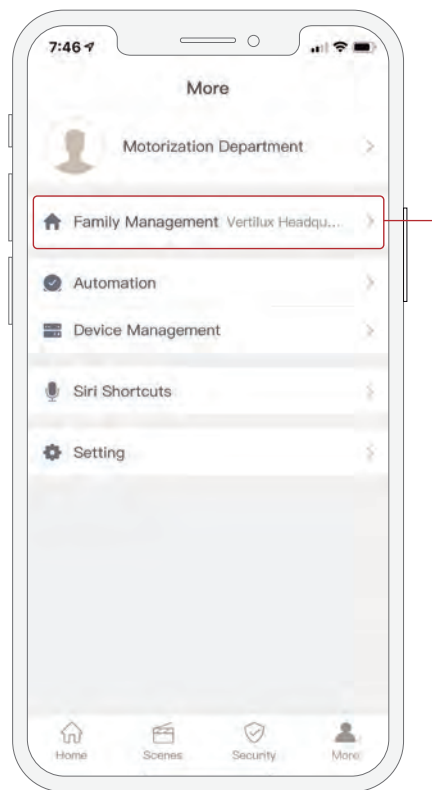 7:46
More
Motorization Department
Family Management Vertilux Headqu...
Automation
Device Management
Siri Shortcuts
Setting
Home Scenes Security More